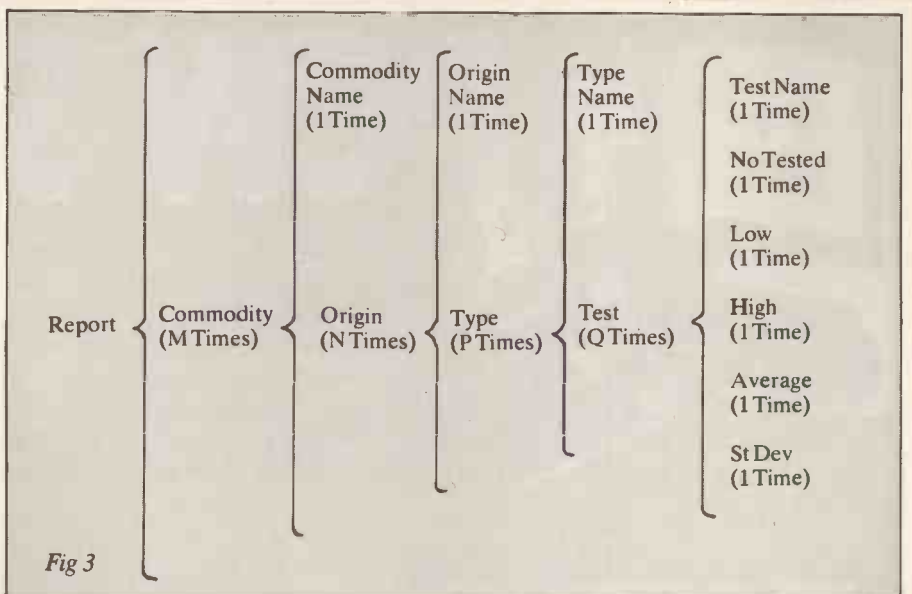 Commodity
Name
(1 Time)
Origin
Name
(1 Time)
Type
Name
(1 Time)
Test Name
(1 Time)
No Tested
(1 Time)
Low
(1 Time)
High
(1 Time)
Average
(1 Time)
St Dev
(1 Time)
Report
Commodity
(M Times)
Origin
(N Times)
Type
(P Times)
Test
(Q Times)
Fig 3